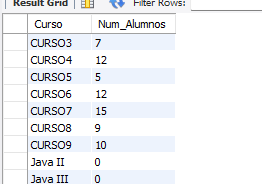 Result Grid Filter Rows:
Curso Num_Alumnos
CURSO3 7
CURSO4 12
CURSO5 5
CURSO6 12
CURSO7 15
CURSO8 9
CURSO9 10
Java II 0
Java III 0